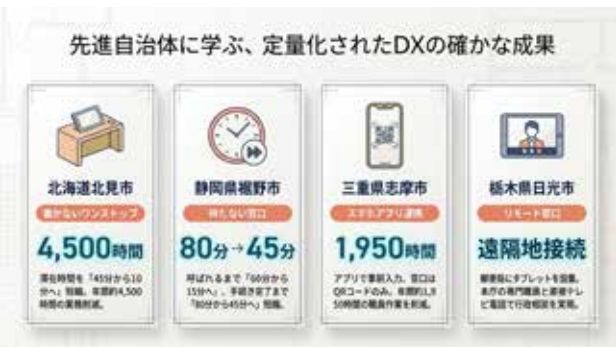 先進自治体に学ぶ、定量化されたDXの確かな成果
北海道北見市
書かないワンストップ
4,500時間
滞在時間を「45分から10
分へ」短縮。年間約4,500
時間の業務削減。
静岡県裾野市
待たない窓口
80分→45分
呼ばれるまで「60分から
15分へ」、手続き完了まで
「80分から45分へ」短縮。
三重県志摩市
スマホアプリ連携
1,950時間
アプリで事前入力、窓口は
QRコードのみ。年間約1,9
50時間の職員作業を削減。
栃木県日光市
リモート窓口
遠隔地接続
郵便局にタブレットを設置。
本庁の専門職員と直接テレ
ビ電話で行政相談を実現。